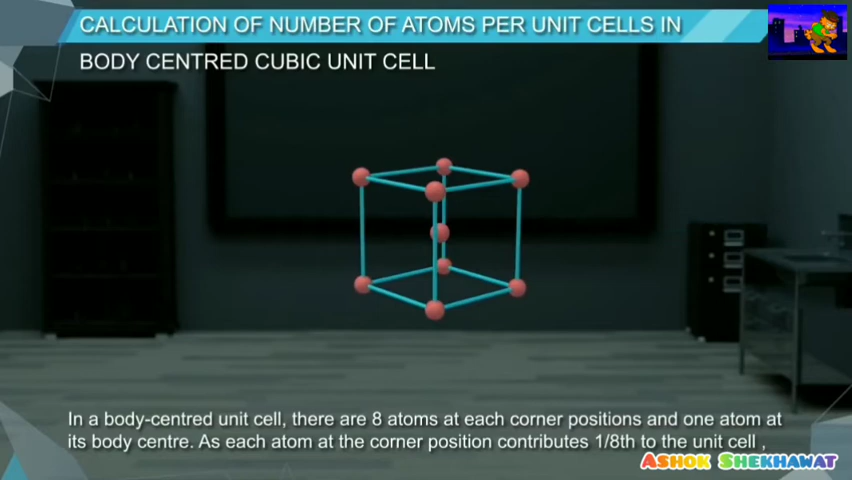 CALCULATION OF NUMBER OF ATOMS PER UNIT CELLS IN
BODY CENTRED CUBIC UNIT CELL
In a body-centred unit cell, there are 8 atoms at each corner positions and one atom at
its body centre. As each atom at the corner position contributes 1/8th to the unit cell ,
ASHOK SHEKHAWAT